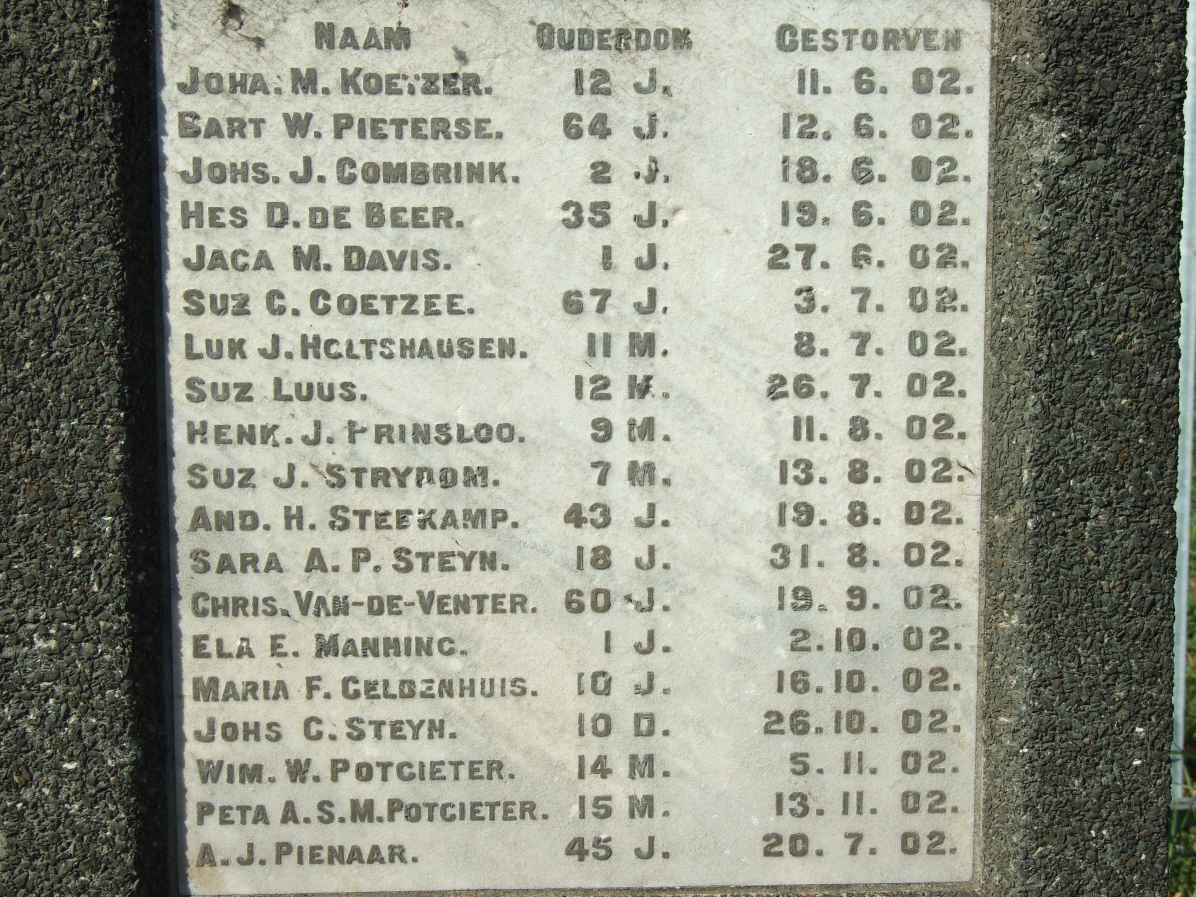 NAAM OUDERDOM GESTORVEN
JOHA. M. KOETZER. 12 J. 11. 6. 02.
BART W. PIETERSE. 64 J. 12. 6. 02.
JOHS. J. COMBRINK. 2 J. 18. 6. 02.
HES D. DE BEER. 35 J. 19. 6. 02.
JACA M. DAVIS. 1 J. 27. 6. 02.
SUZ C. COETZEE. 67 J. 3. 7. 02.
LUK J. HOLTSHAUSEN. 11 M. 8. 7. 02.
SUZ LUUS. 12 M. 26. 7. 02.
HENK. J. PRINSLOO. 9 M. 11. 8. 02.
SUZ J. STRYDOM. 7 M. 13. 8. 02.
AND. H. STEEKAMP. 43 J. 19. 8. 02.
SARA A. P. STEYN. 18 J. 31. 8. 02.
CHRIS. VAN-DE-VENTER. 60 J. 19. 9. 02.
ELA E. MANNING. 1 J. 2. 10. 02.
MARIA F. GELDENHUIS. 10 J. 16. 10. 02.
JOHS C. STEYN. 10 D. 26. 10. 02.
WIM. W. POTGIETER. 14 M. 5. 11. 02.
PETA A. S. M. POTGIETER. 15 M. 13. 11. 02.
A. J. PIENAAR. 45 J. 20. 7. 02.